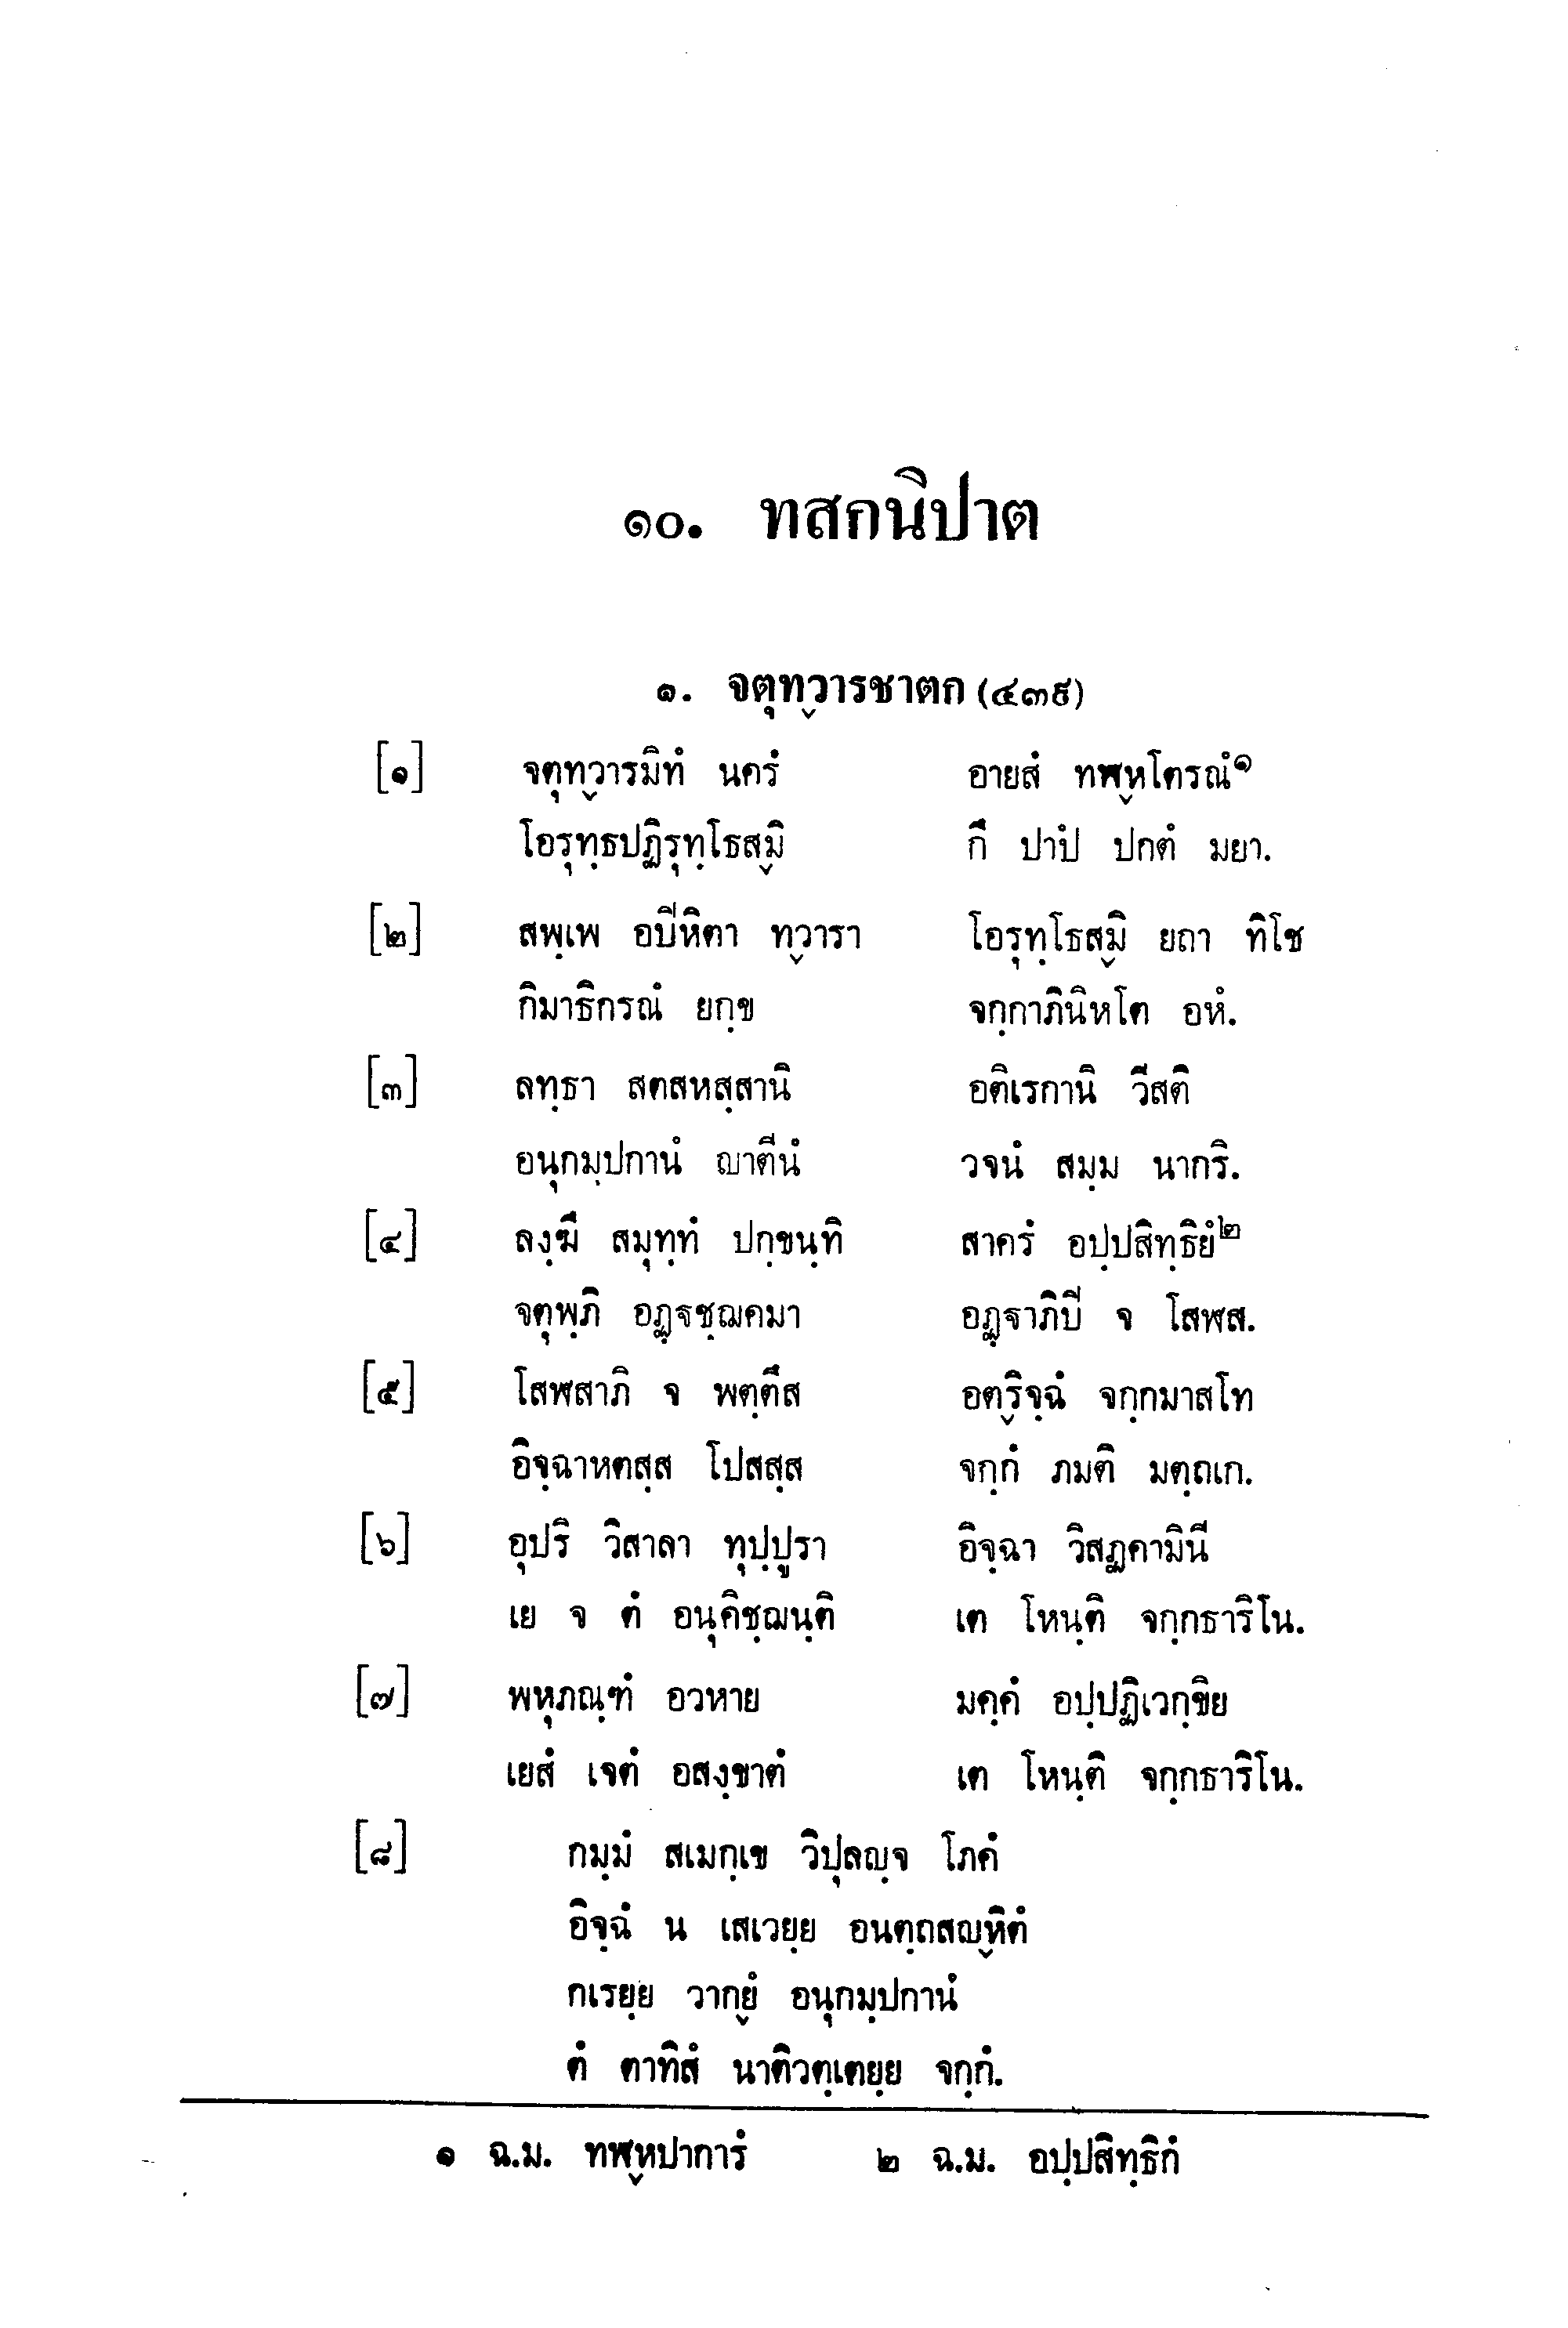 ๑๐. ทสกนิปาต
๑. จตุทฺวารชาตก (๔๓๙)
[๑] จตุทฺวารมิทํ นครํ อายสํ ทฬฺหโตรณํ๑
โอรุทฺธปฏิรุทฺโธสฺมิ กึ ปาปํ ปกตํ มยา.
[๒] สพฺเพ อปิหิตา ทฺวารา โอรุทฺโธสฺมิ ยถา ทิโช
กิมาธิกรณํ ยกฺข จกฺกาภินิหโต อหํ.
[๓] ลทฺธา สตสหสฺสานิ อติเรกานิ วีสติ
อนุกมฺปกานํ ญาตีนํ วจนํ สมฺม นากริ.
[๔] ลงฺฆึ สมุทฺทํ ปกฺขนฺทิ สาครํ อปฺปสิทฺธิยํ๒
จตุพฺภิ อฏฺฐชฺฌคมา อฏฺฐาภิปิ จ โสฬส.
[๕] โสฬสาภิ จ พตฺตึส อตฺริจฺฉํ จกฺกมาสโท
อิจฺฉาหตสฺส โปสสฺส จกฺกํ ภมติ มตฺถเก.
[๖] อุปริ วิสาลา ทุปฺปูรา อิจฺฉา วิสฏคามินี
เย จ ตํ อนุคิชฺฌนฺติ เต โหนฺติ จกฺกธาริโน.
[๗] พหุภณฺฑํ อวหาย มคฺคํ อปฺปฏิเวกฺขิย
เยสํ เจตํ อสงฺขาตํ เต โหนฺติ จกฺกธาริโน.
[๘] กมฺมํ สเมกฺเข วิปุลญฺจ โภคํ
อิจฺฉํ น เสเวยฺย อนตฺถสญฺหิตํ
กเรยฺย วากฺยํ อนุกมฺปกานํ
ตํ ตาทิสํ นาติวตฺเตยฺย จกฺกํ.
๑ ฉ.ม. ทฬฺหปาการํ ๒ ฉ.ม. อปฺปสิทฺธิกํ